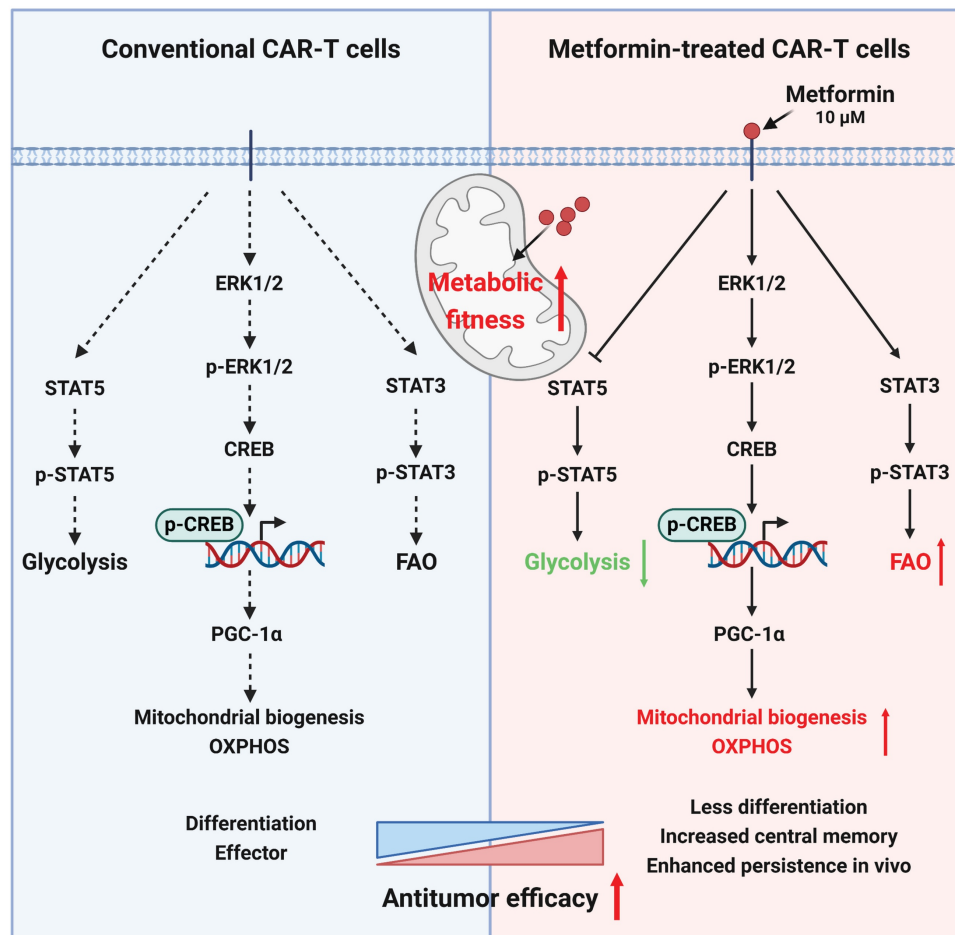 Conventional CAR-T cells
Metformin-treated CAR-T cells
Metformin
10 µM
Metabolic
fitness
ERK1/2
p-ERK1/2
STAT5
STAT3
CREB
p-STAT5
p-STAT3
p-CREB
Glycolysis
FAO
PGC-1α
Mitochondrial biogenesis
OXPHOS
ERK1/2
p-ERK1/2
STAT5
STAT3
CREB
p-STAT5
p-STAT3
p-CREB
Glycolysis
FAO
PGC-1α
Mitochondrial biogenesis
OXPHOS
Differentiation
Effector
Less differentiation
Increased central memory
Enhanced persistence in vivo
Antitumor efficacy